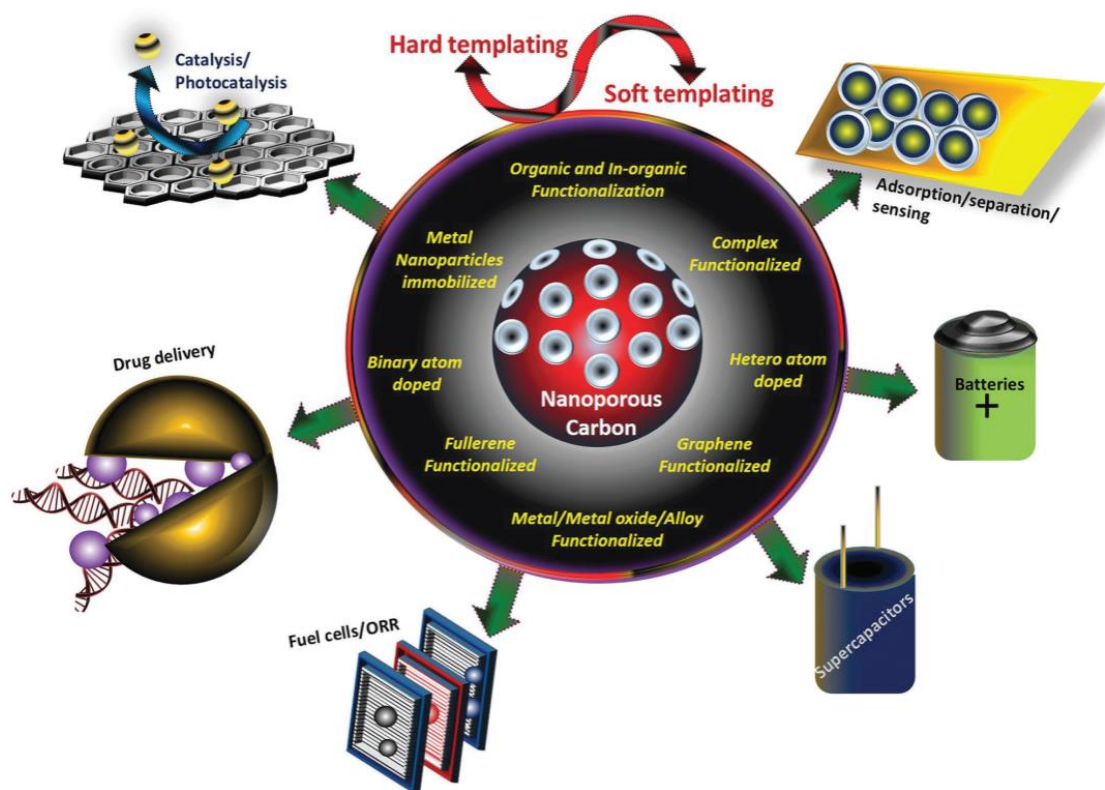 Hard templating
Soft templating
Catalysis/
Photocatalysis
Adsorption/separation/
sensing
Organic and In-organic
Functionalization
Metal
Nanoparticles
immobilized
Complex
Functionalized
Binary atom
doped
Hetero atom
doped
Nanoporous
Carbon
Fullerene
Functionalized
Graphene
Functionalized
Metal/Metal oxide/Alloy
Functionalized
Drug delivery
Batteries
+
Fuel cells/ORR
Supercapacitors